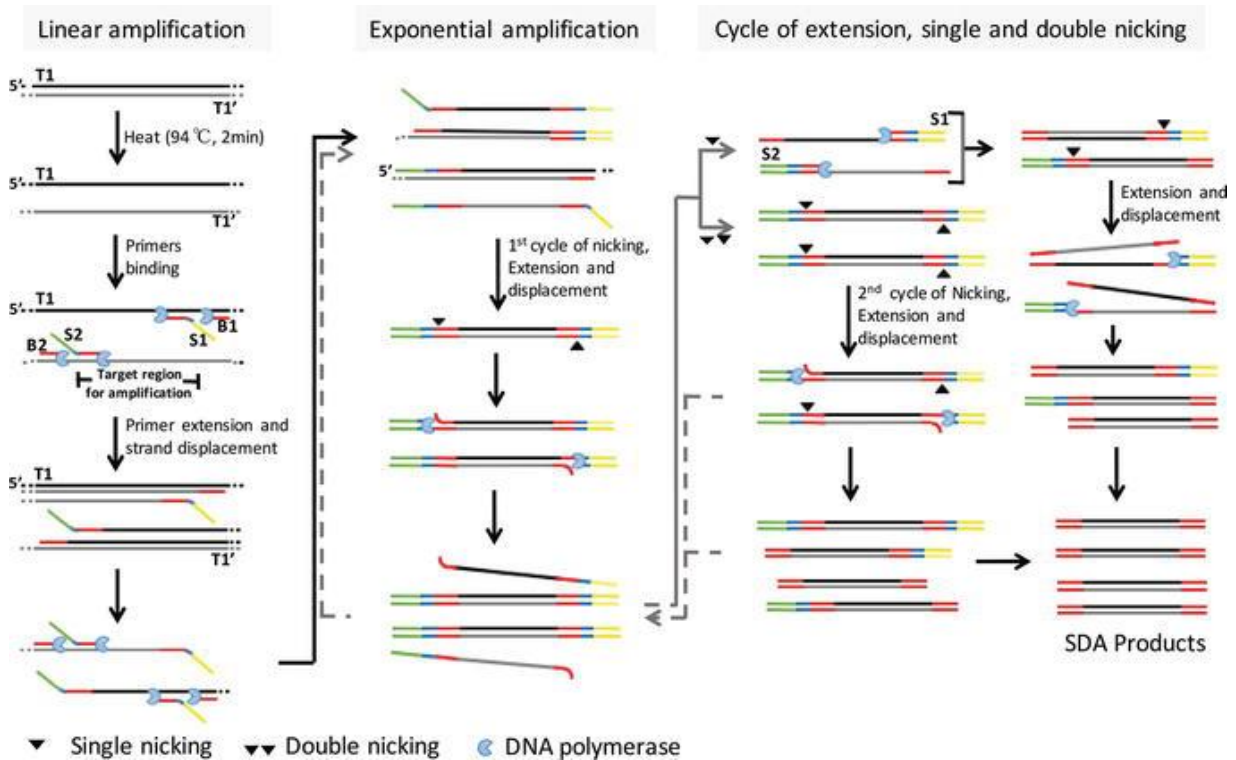 Linear amplification
5'-
T1
T1'
Heat (94 ℃, 2min)
5'-
T1
T1'
Primers
binding
5'-
T1
B1
S2
S1
B2
Target region
for amplification
Primer extension and
strand displacement
5'-
T1
T1'
Exponential amplification
5'
1st cycle of nicking,
Extension and
displacement
Cycle of extension, single and double nicking
S1
S2
2nd cycle of Nicking,
Extension and
displacement
Extension and
displacement
SDA Products
Single nicking
Double nicking
DNA polymerase